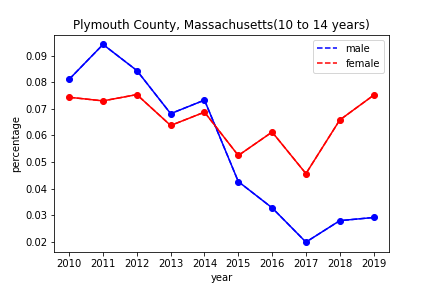 Plymouth County, Massachusetts(10 to 14 years)
male
female
percentage
0.09
0.08
0.07
0.06
0.05
0.04
0.03
0.02
2010 2011 2012 2013 2014 2015 2016 2017 2018 2019
year